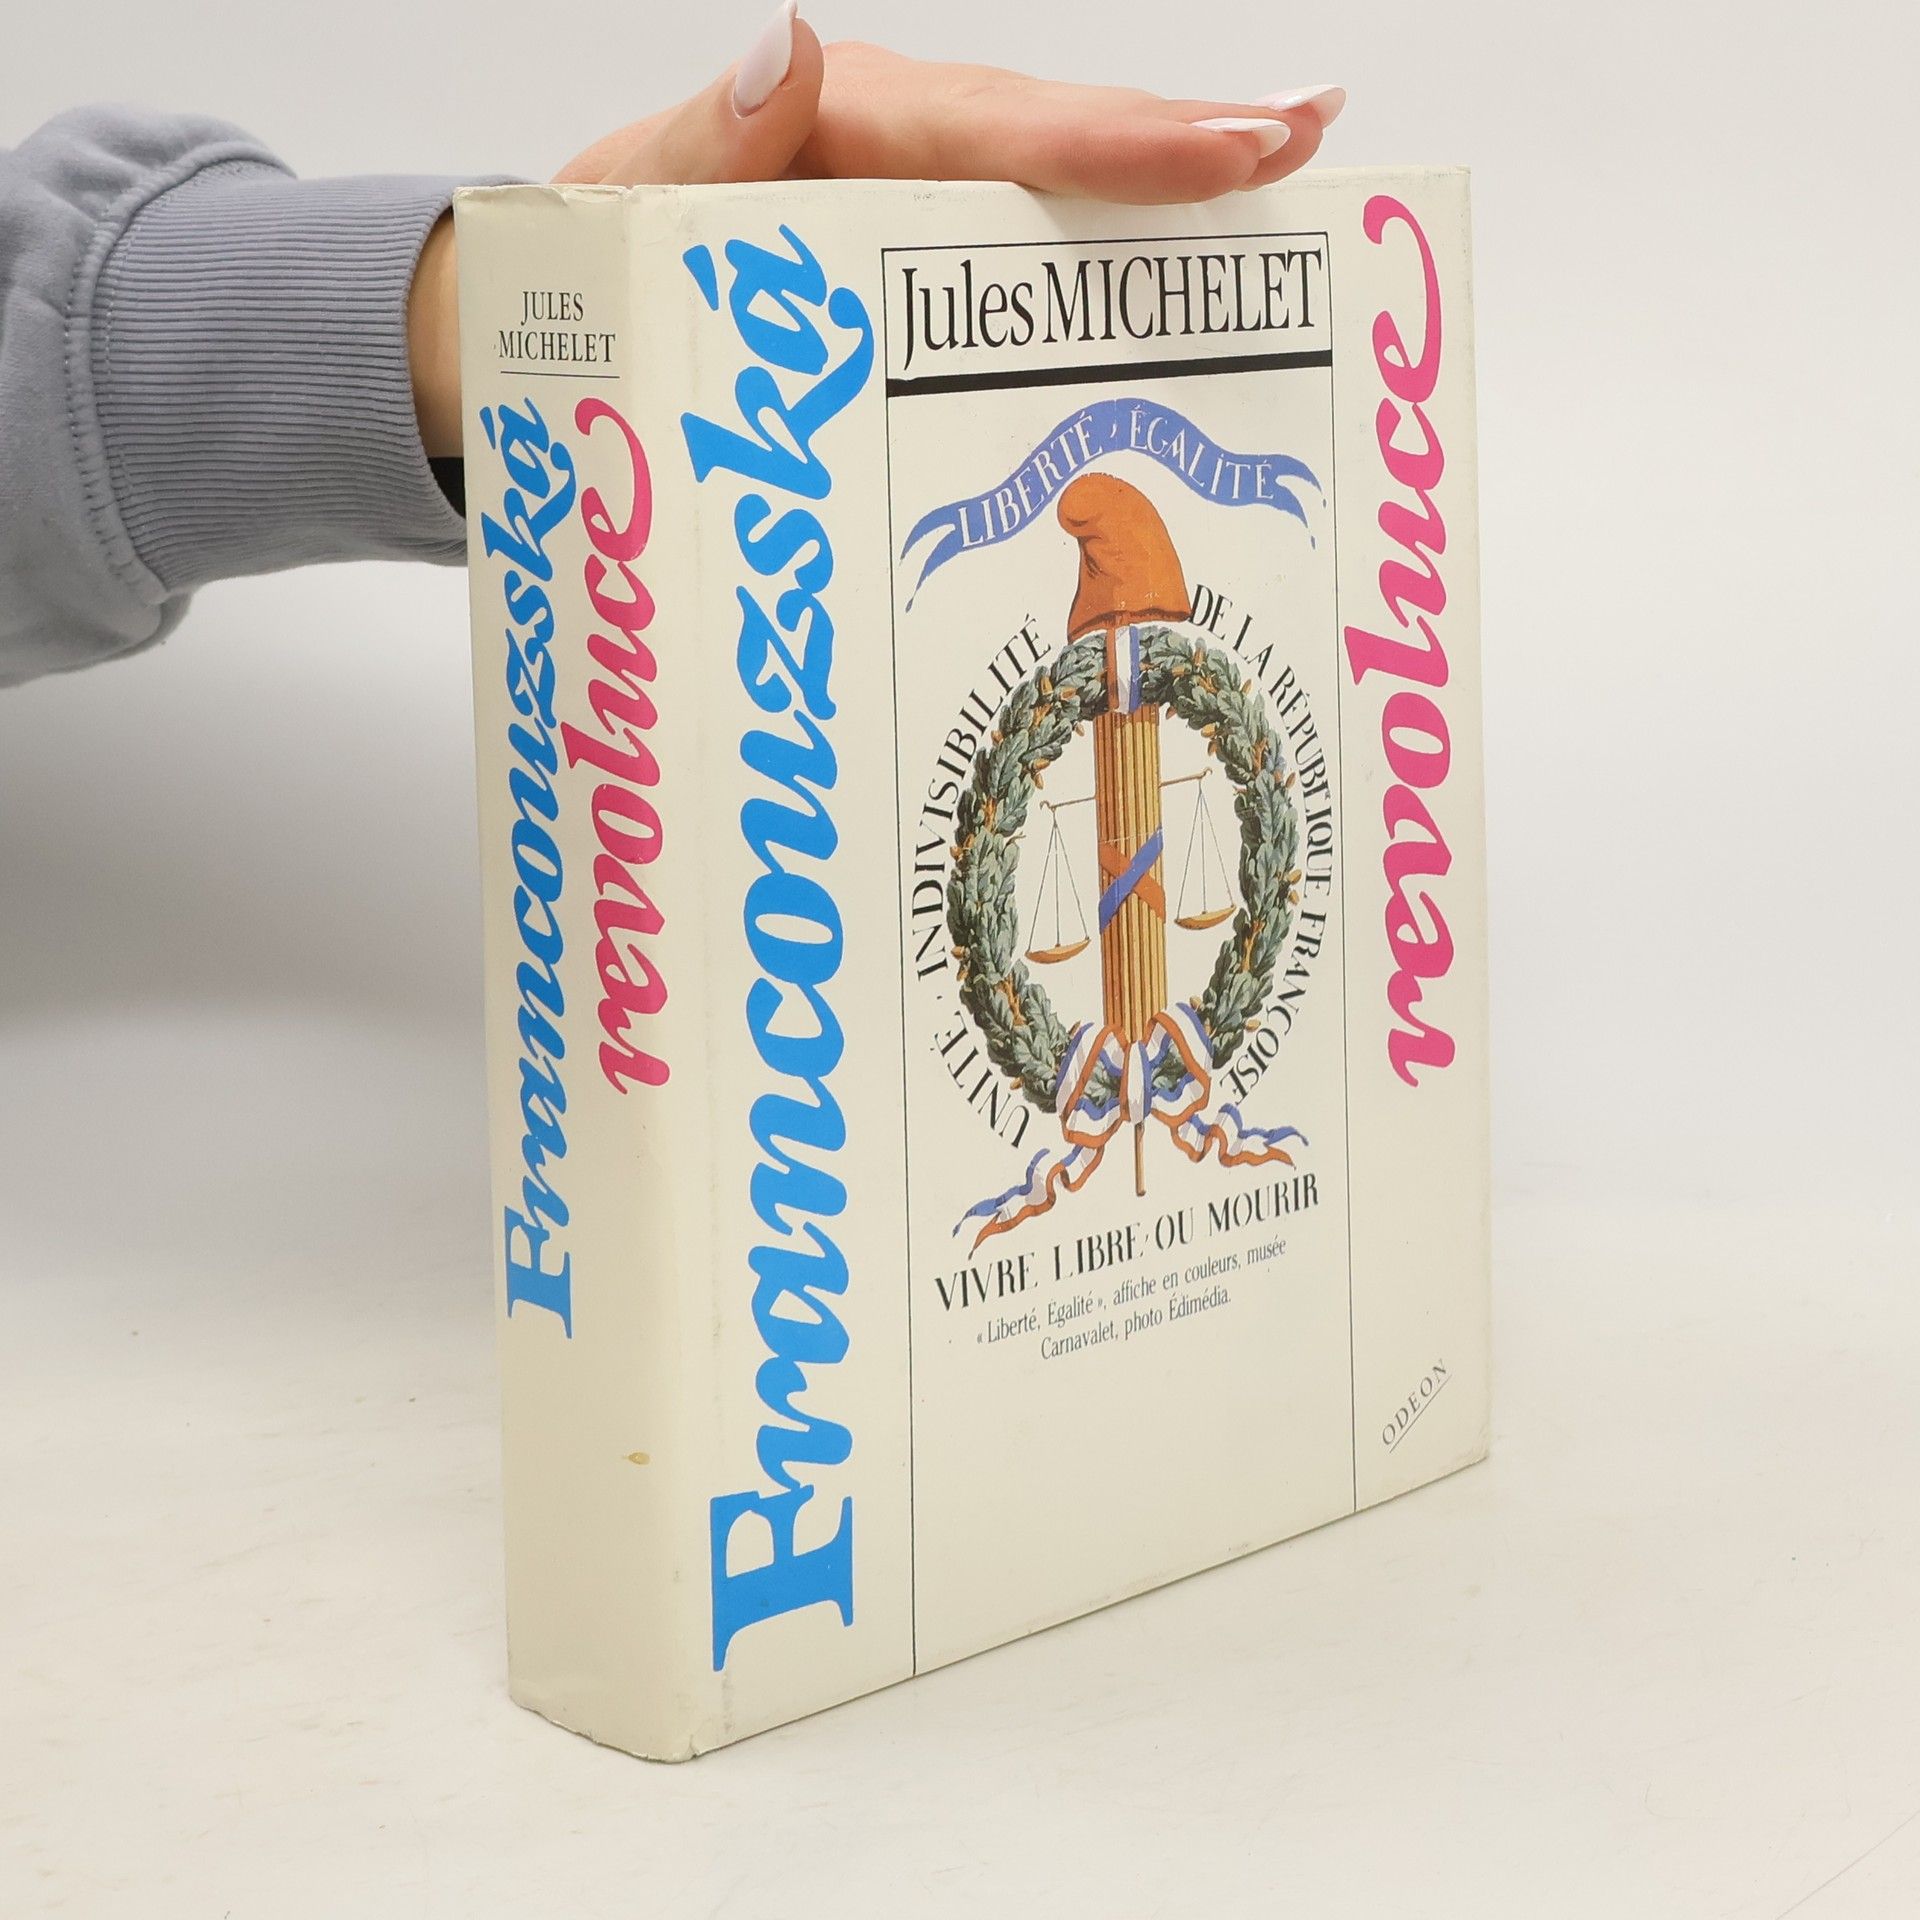 JULES
MICHELET
Francouzská
revoluce
Francouzská
Jules MICHELET
LIBERTÉ, ÉGALITÉ
UNITÉ · INDIVISIBILITÉ
DE LA RÉPUBLIQUE FRANÇOISE
VIVRE LIBRE, OU MOURIR
« Liberté, Égalité », affiche en couleurs, musée
Carnavalet, photo Édimédia.
revoluce
ODEON